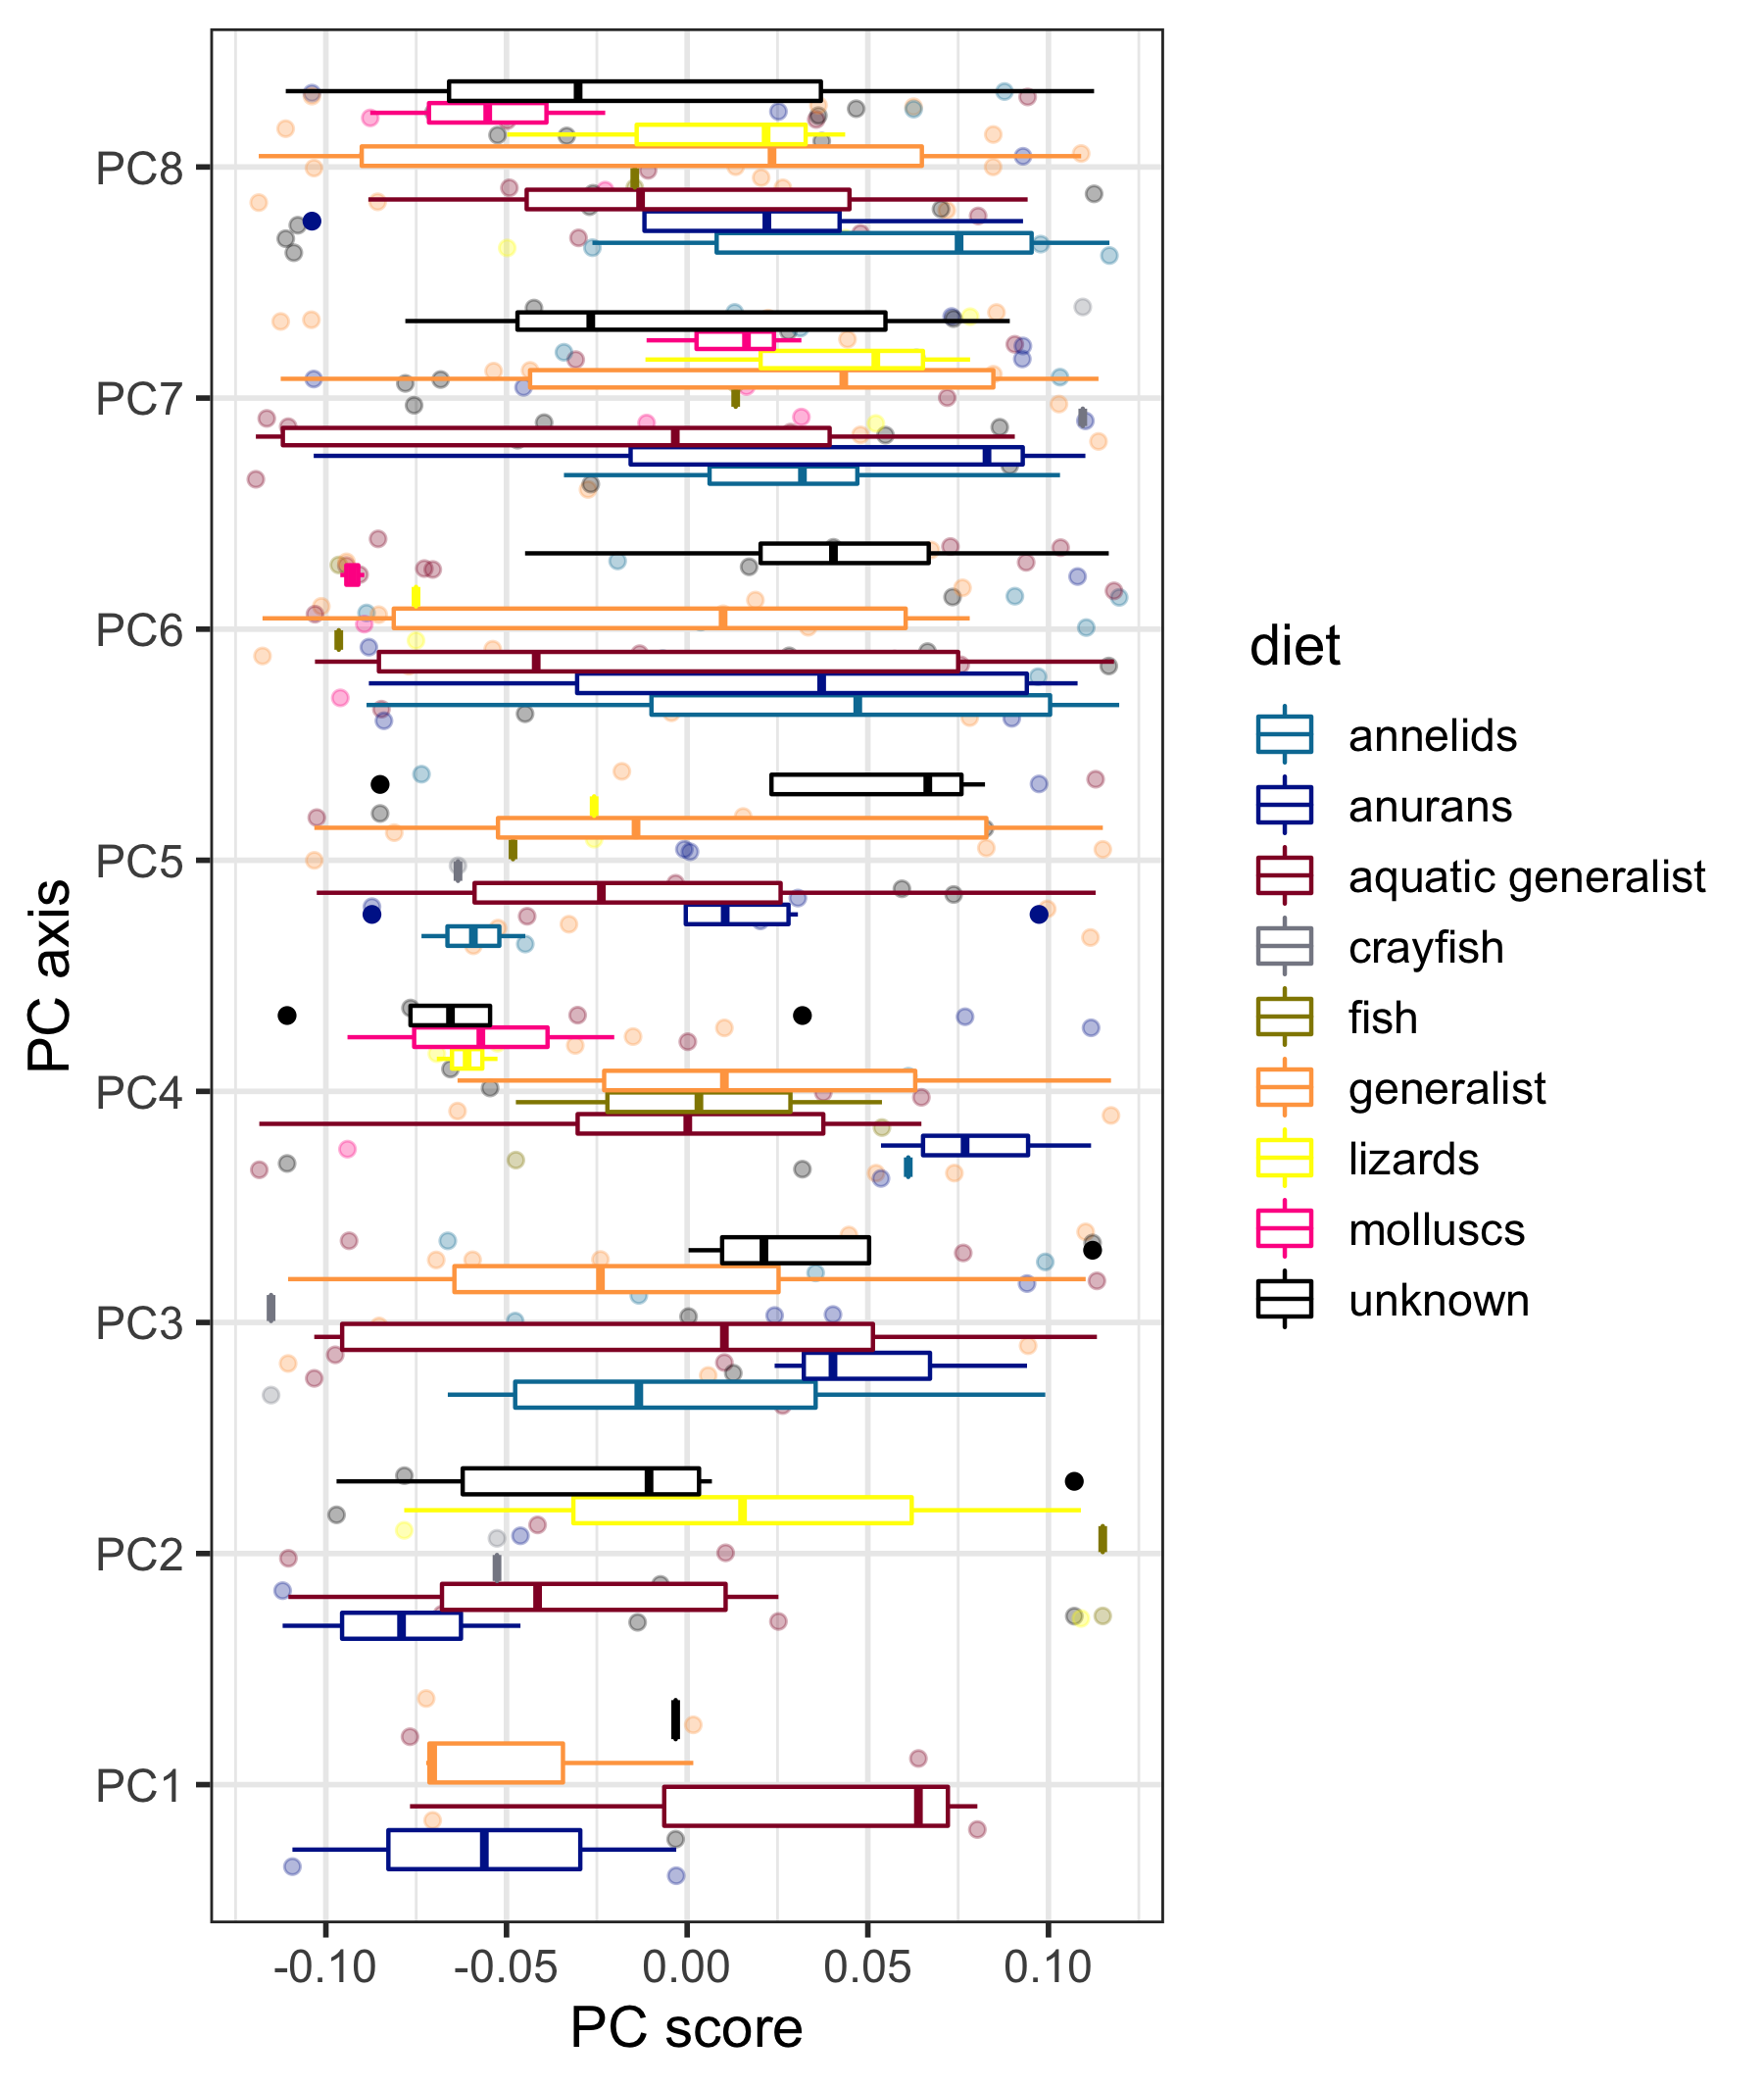 PC8
PC7
PC6
PC5
PC4
PC3
PC2
PC1
PC axis
-0.10 -0.05 0.00 0.05 0.10
PC score
diet
annelids
anurans
aquatic generalist
crayfish
fish
generalist
lizards
molluscs
unknown